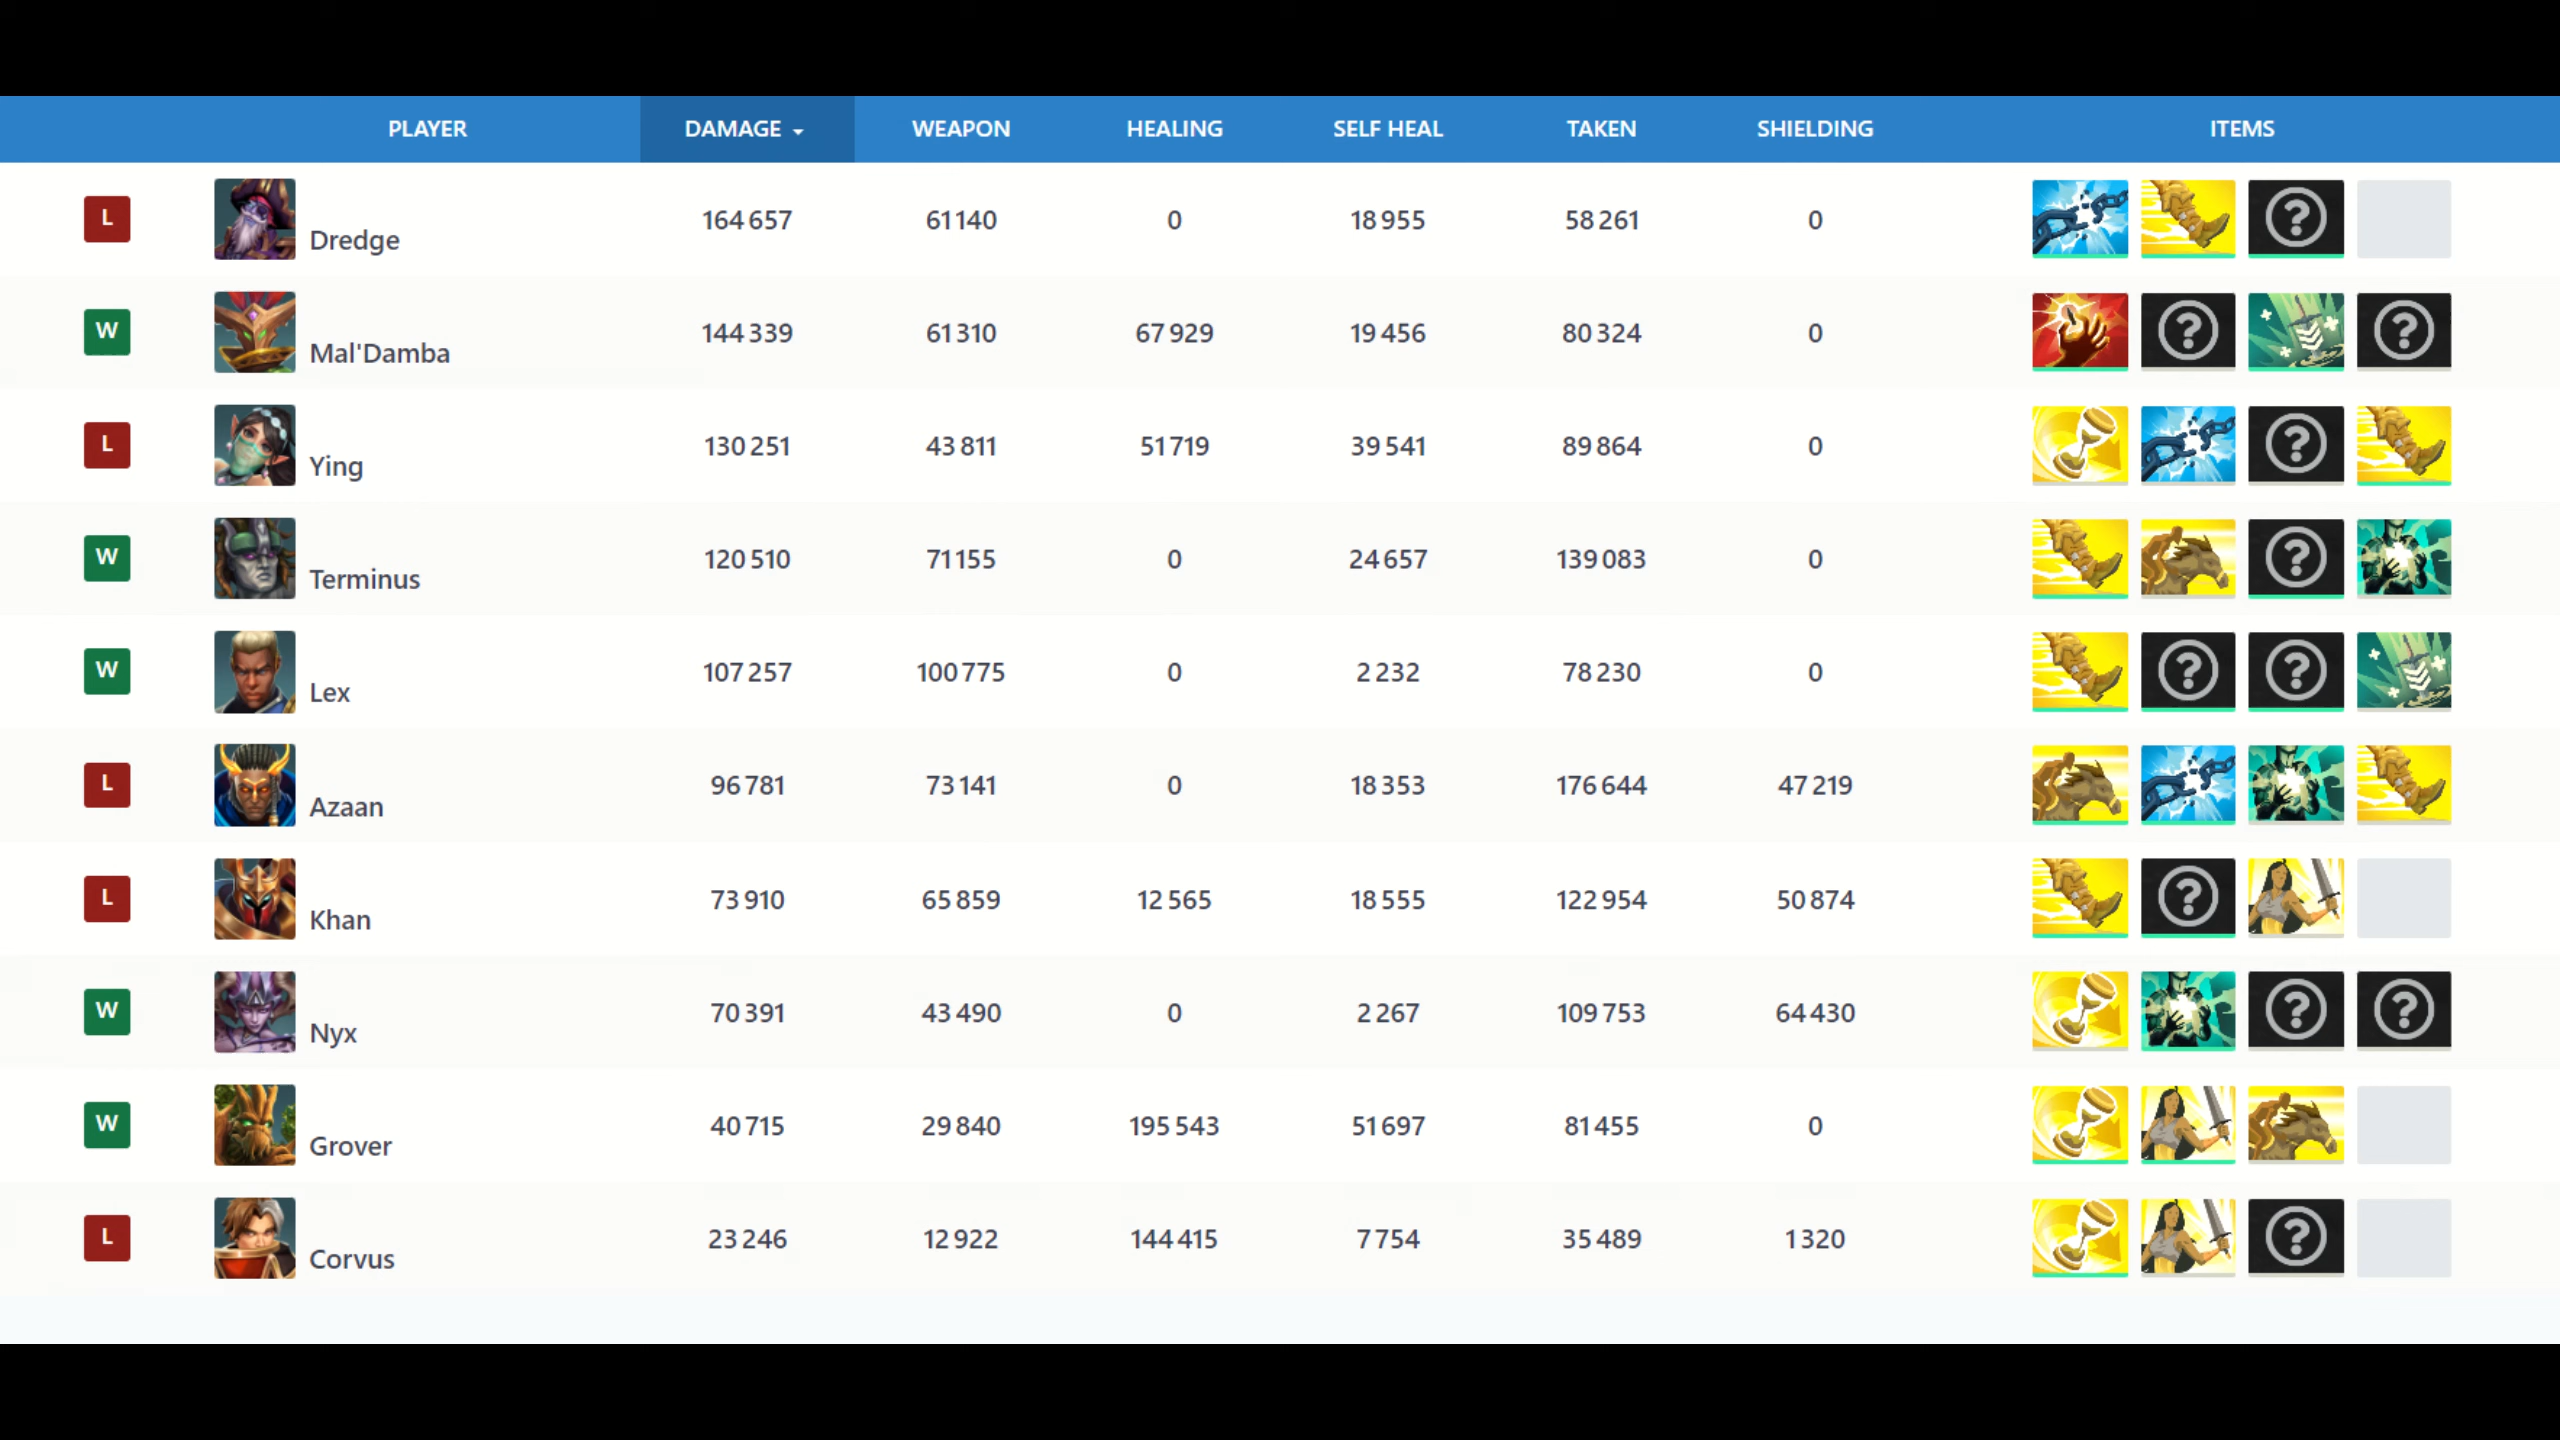 PLAYER DAMAGE WEAPON HEALING SELF HEAL TAKEN SHIELDING ITEMS
L Dredge 164 657 61 140 0 18 955 58 261 0
W Mal'Damba 144 339 61 310 67 929 19 456 80 324 0
L Ying 130 251 43 811 51 719 39 541 89 864 0
W Terminus 120 510 71 155 0 24 657 139 083 0
W Lex 107 257 100 775 0 2 232 78 230 0
L Azaan 96 781 73 141 0 18 353 176 644 47 219
L Khan 73 910 65 859 12 565 18 555 122 954 50 874
W Nyx 70 391 43 490 0 2 267 109 753 64 430
W Grover 40 715 29 840 195 543 51 697 81 455 0
L Corvus 23 246 12 922 144 415 7 754 35 489 1 320